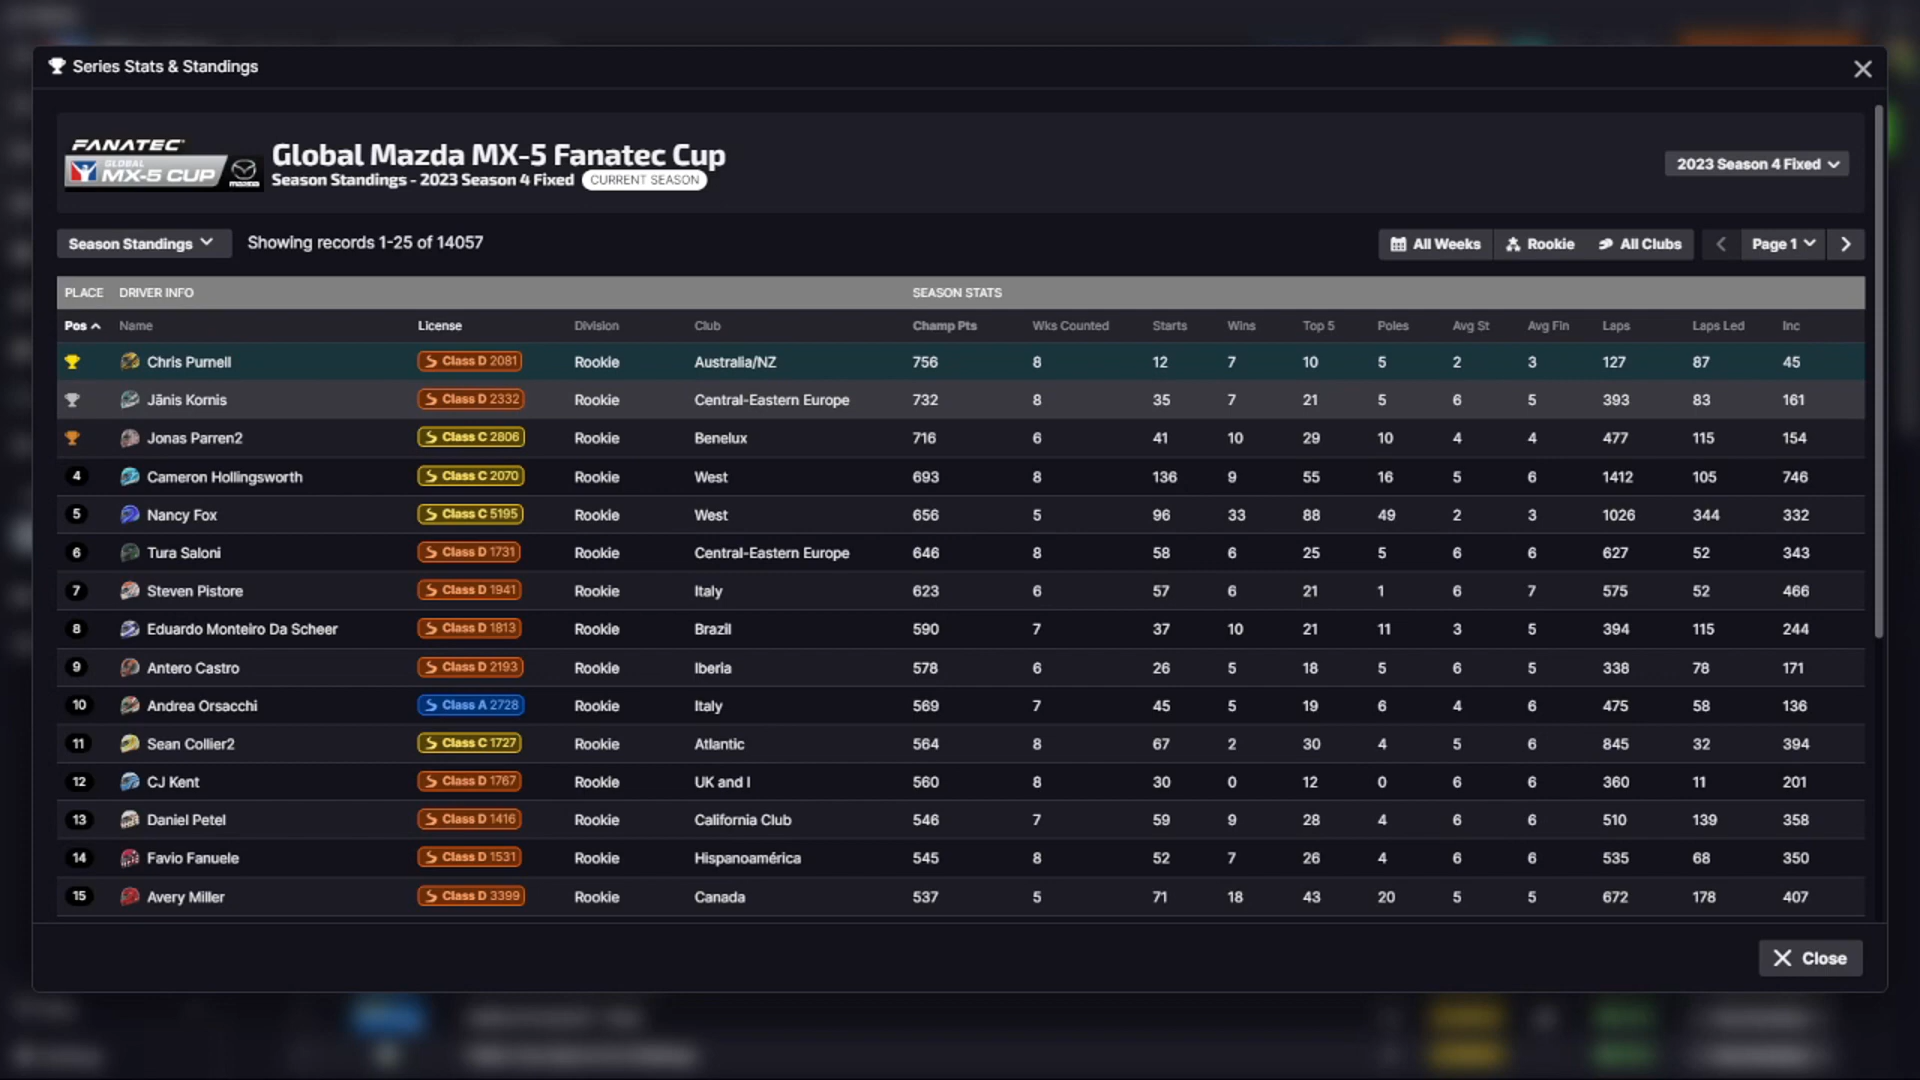 Series Stats & Standings
FANATEC
GLOBAL
MX-5 CUP
mazda
Global Mazda MX-5 Fanatec Cup
Season Standings - 2023 Season 4 Fixed CURRENT SEASON
2023 Season 4 Fixed
Season Standings Showing records 1-25 of 14057 All Weeks Rookie All Clubs Page 1
PLACE DRIVER INFO SEASON STATS
Pos Name License Division Club Champ Pts Wks Counted Starts Wins Top 5 Poles Avg St Avg Fin Laps Laps Led Inc
Chris Purnell Class D 2081 Rookie Australia/NZ 756 8 12 7 10 5 2 3 127 87 45
Jānis Kornis Class D 2332 Rookie Central-Eastern Europe 732 8 35 7 21 5 6 5 393 83 161
Jonas Parren2 Class C 2806 Rookie Benelux 716 6 41 10 29 10 4 4 477 115 154
4 Cameron Hollingsworth Class C 2070 Rookie West 693 8 136 9 55 16 5 6 1412 105 746
5 Nancy Fox Class C 5195 Rookie West 656 5 96 33 88 49 2 3 1026 344 332
6 Tura Saloni Class D 1731 Rookie Central-Eastern Europe 646 8 58 6 25 5 6 6 627 52 343
7 Steven Pistore Class D 1941 Rookie Italy 623 6 57 6 21 1 6 7 575 52 466
8 Eduardo Monteiro Da Scheer Class D 1813 Rookie Brazil 590 7 37 10 21 11 3 5 394 115 244
9 Antero Castro Class D 2193 Rookie Iberia 578 6 26 5 18 5 6 5 338 78 171
10 Andrea Orsacchi Class A 2728 Rookie Italy 569 7 45 5 19 6 4 6 475 58 136
11 Sean Collier2 Class C 1727 Rookie Atlantic 564 8 67 2 30 4 5 6 845 32 394
12 CJ Kent Class D 1767 Rookie UK and I 560 8 30 0 12 0 6 6 360 11 201
13 Daniel Petel Class D 1416 Rookie California Club 546 7 59 9 28 4 6 6 510 139 358
14 Favio Fanuele Class D 1531 Rookie Hispanoamérica 545 8 52 7 26 4 6 6 535 68 350
15 Avery Miller Class D 3399 Rookie Canada 537 5 71 18 43 20 5 5 672 178 407
Close